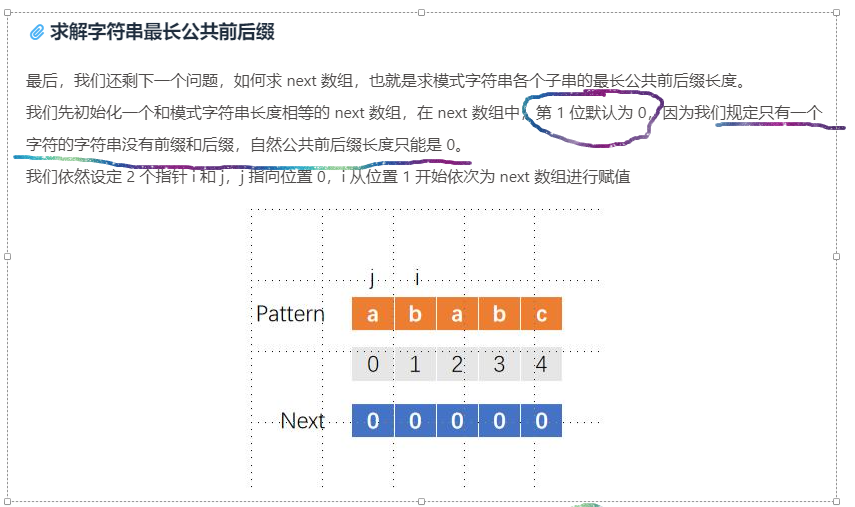 求解字符串最长公共前后缀
最后，我们还剩下一个问题，如何求 next 数组，也就是求模式字符串各个子串的最长公共前后缀长度。
我们先初始化一个和模式字符串长度相等的 next 数组，在 next 数组中，第 1 位默认为 0，因为我们规定只有一个
字符的字符串没有前缀和后缀，自然公共前后缀长度只能是 0。
我们依然设定 2 个指针 i 和 j，j 指向位置 0，i 从位置 1 开始依次为 next 数组进行赋值
j i
Pattern a b a b c
0 1 2 3 4
Next 0 0 0 0 0